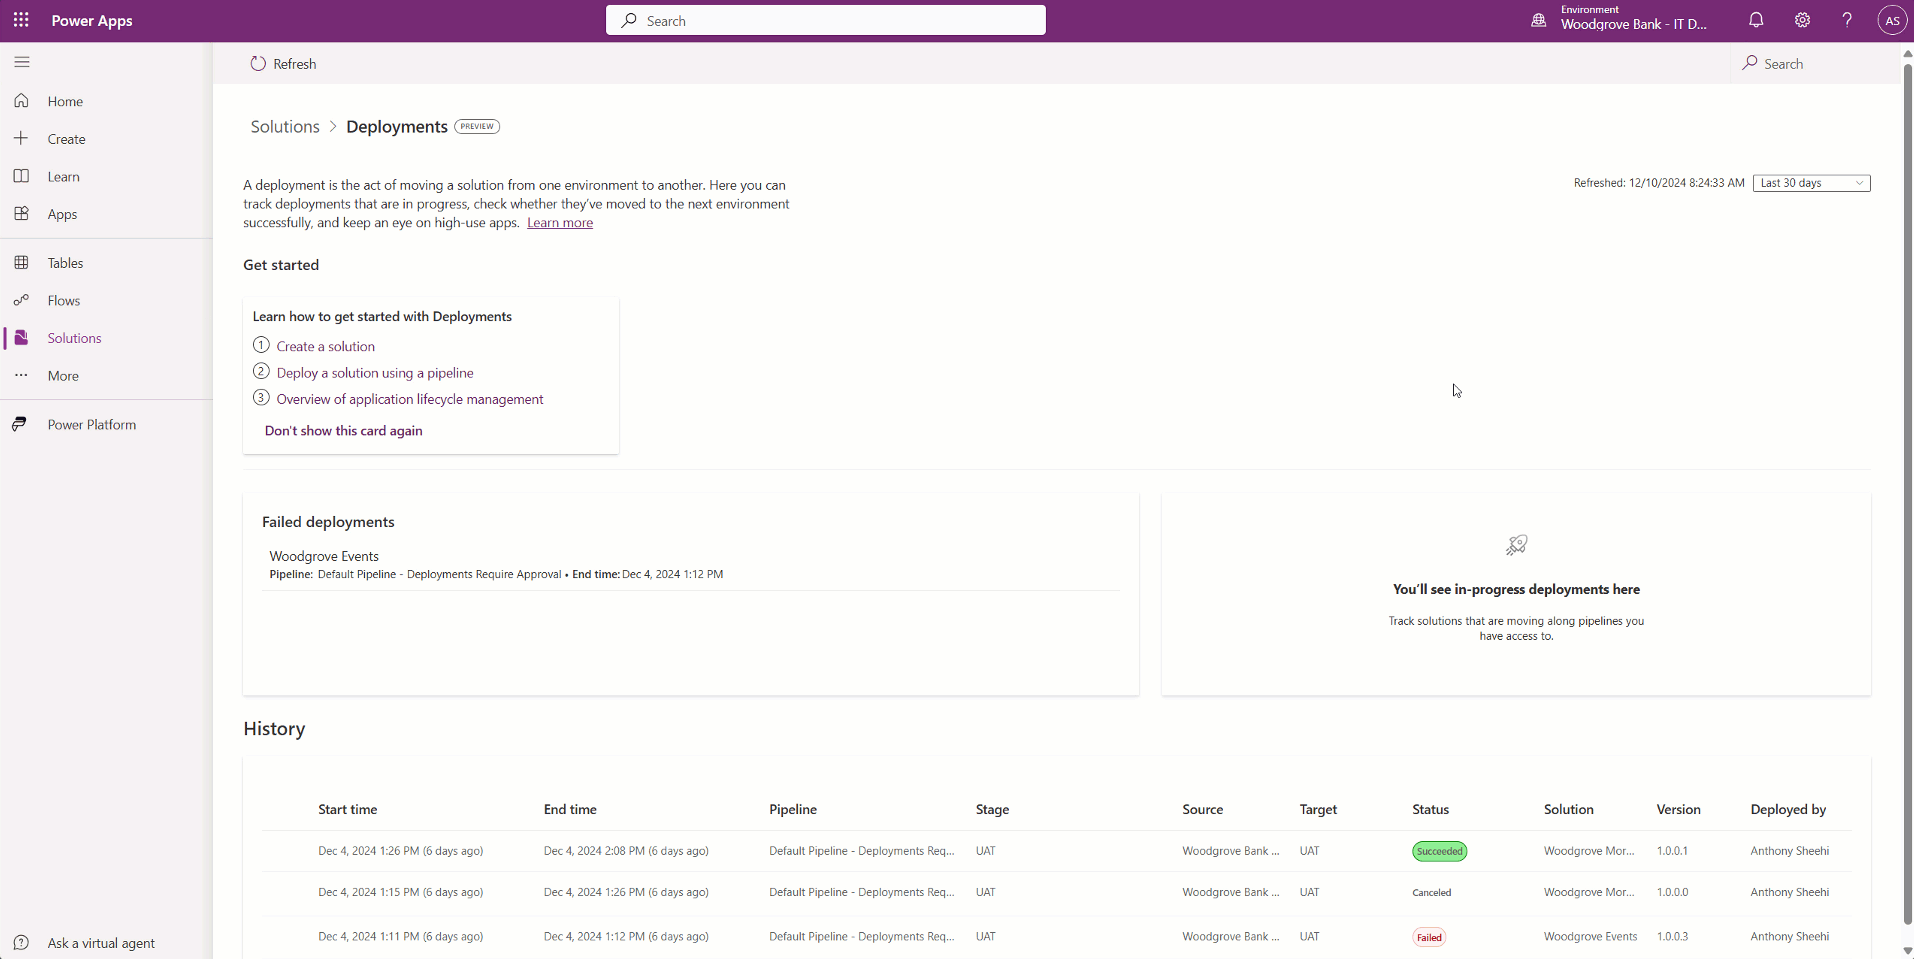 Power Apps
Search
Environment
Woodgrove Bank - IT D...
?
AS
Refresh
Search
Home
Create
Learn
Apps
Tables
Flows
Solutions
More
Power Platform
Ask a virtual agent
Solutions > Deployments PREVIEW
A deployment is the act of moving a solution from one environment to another. Here you can
track deployments that are in progress, check whether they've moved to the next environment
successfully, and keep an eye on high-use apps. Learn more
Refreshed: 12/10/2024 8:24:33 AM
Last 30 days
Get started
Learn how to get started with Deployments
1 Create a solution
2 Deploy a solution using a pipeline
3 Overview of application lifecycle management
Don't show this card again
Failed deployments
Woodgrove Events
Pipeline: Default Pipeline - Deployments Require Approval • End time: Dec 4, 2024 1:12 PM
You'll see in-progress deployments here
Track solutions that are moving along pipelines you
have access to.
History
Start time End time Pipeline Stage Source Target Status Solution Version Deployed by
Dec 4, 2024 1:26 PM (6 days ago) Dec 4, 2024 2:08 PM (6 days ago) Default Pipeline - Deployments Req... UAT Woodgrove Bank ... UAT Succeeded Woodgrove Mor... 1.0.0.1 Anthony Sheehi
Dec 4, 2024 1:15 PM (6 days ago) Dec 4, 2024 1:26 PM (6 days ago) Default Pipeline - Deployments Req... UAT Woodgrove Bank ... UAT Canceled Woodgrove Mor... 1.0.0.0 Anthony Sheehi
Dec 4, 2024 1:11 PM (6 days ago) Dec 4, 2024 1:12 PM (6 days ago) Default Pipeline - Deployments Req... UAT Woodgrove Bank ... UAT Failed Woodgrove Events 1.0.0.3 Anthony Sheehi